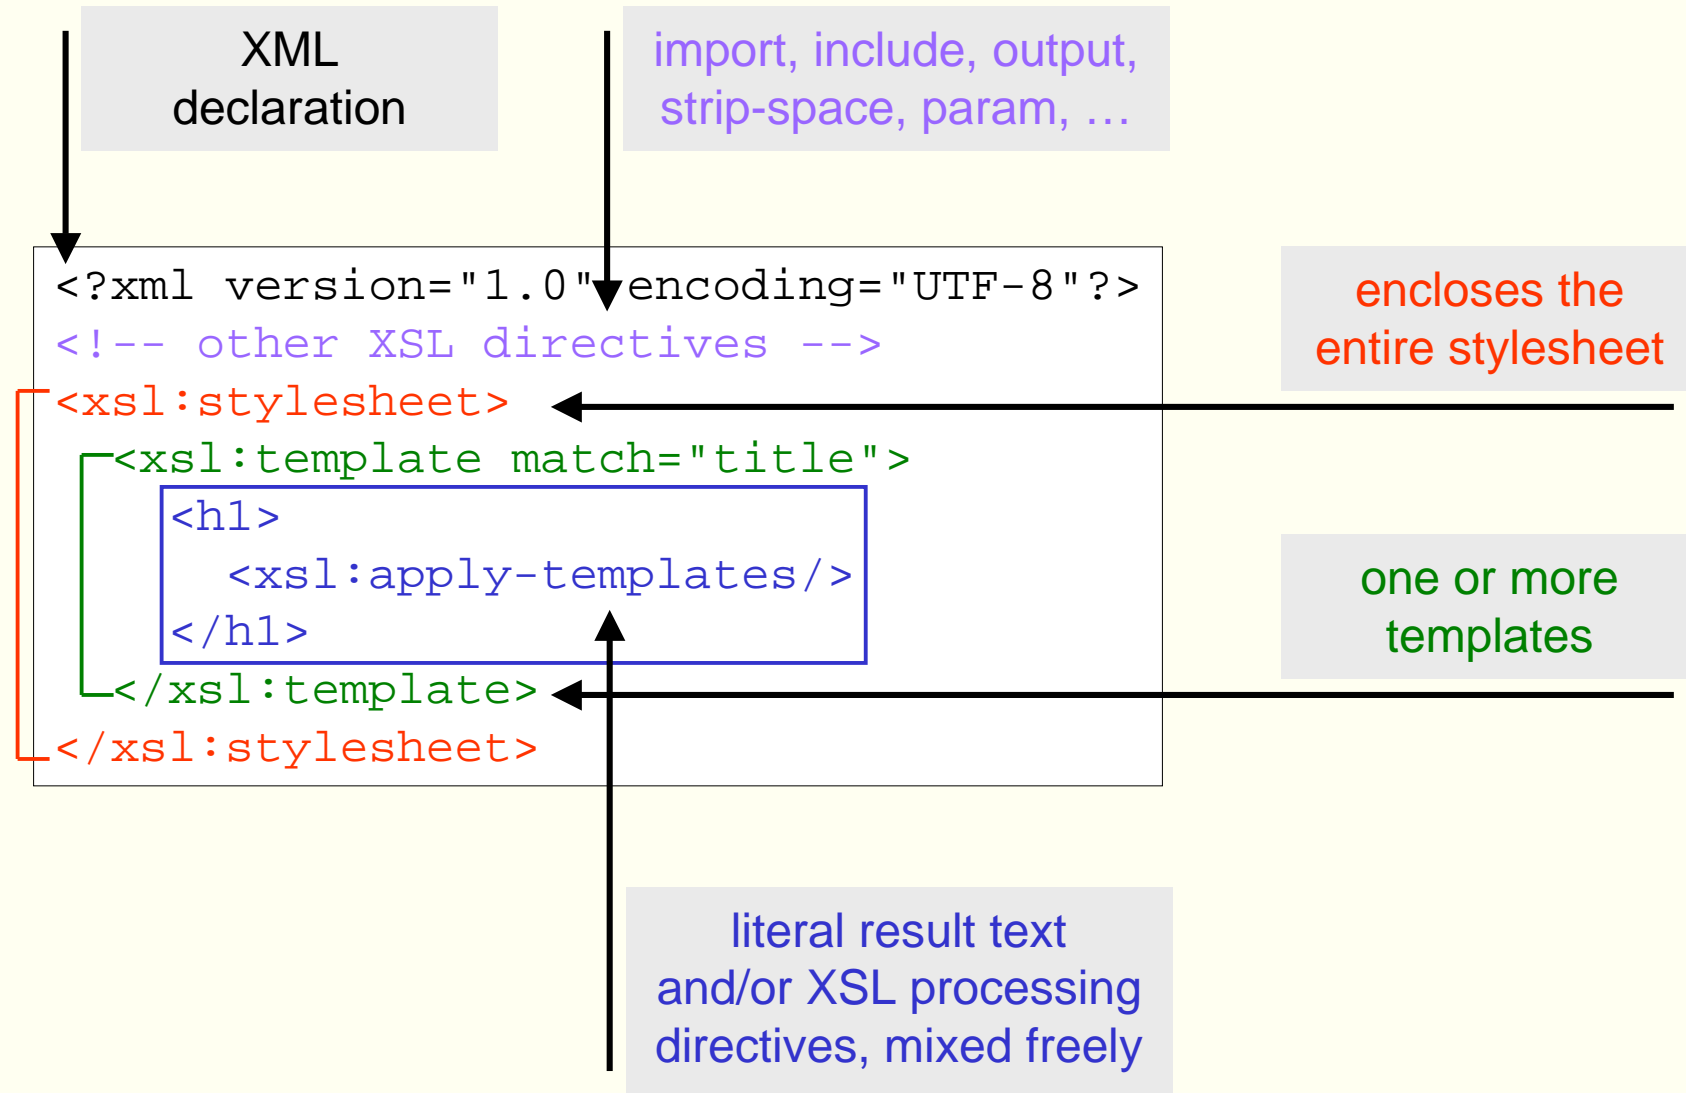 XML
declaration
import, include, output,
strip-space, param, …
<?xml version="1.0" encoding="UTF-8"?>
<!-- other XSL directives -->
<xsl:stylesheet>
<xsl:template match="title">
<h1>
<xsl:apply-templates/>
</h1>
</xsl:template>
</xsl:stylesheet>
encloses the
entire stylesheet
one or more
templates
literal result text
and/or XSL processing
directives, mixed freely